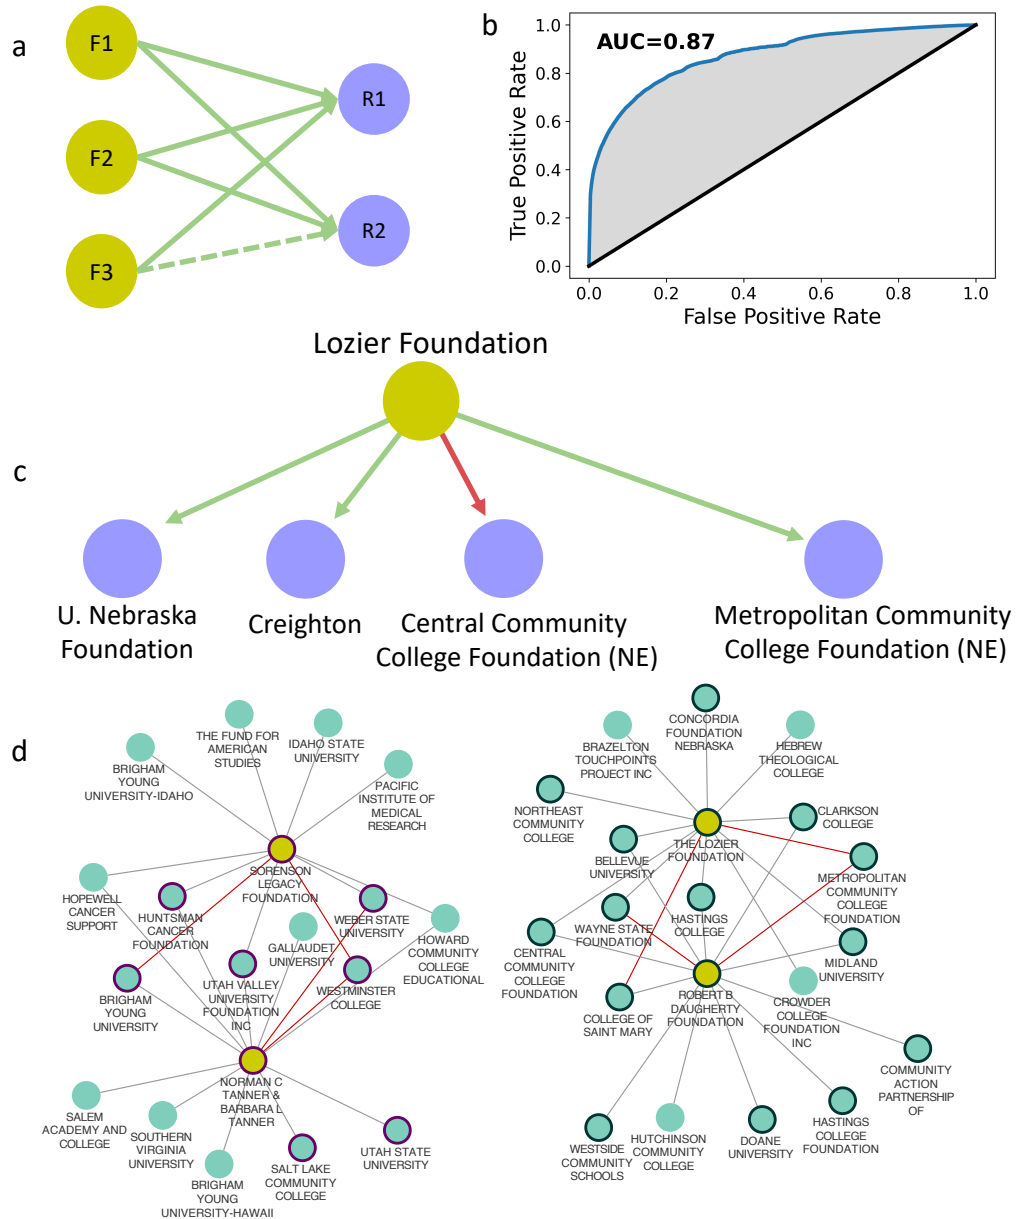 a
F1
F2
F3
R1
R2
b
AUC=0.87
True Positive Rate
1.0
0.8
0.6
0.4
0.2
0.0
0.0
0.2
0.4
0.6
0.8
1.0
False Positive Rate
Lozier Foundation
c
U. Nebraska
Foundation
Creighton
Central Community
College Foundation (NE)
Metropolitan Community
College Foundation (NE)
d
THE FUND FOR
AMERICAN
STUDIES
IDAHO STATE
UNIVERSITY
BRIGHAM
YOUNG
UNIVERSITY-IDAHO
PACIFIC
INSTITUTE OF
MEDICAL
RESEARCH
SORENSON
LEGACY
FOUNDATION
HOPEWELL
CANCER
SUPPORT
HUNTSMAN
CANCER
FOUNDATION
WEBER STATE
UNIVERSITY
GALLAUDET
UNIVERSITY
HOWARD
COMMUNITY
COLLEGE
EDUCATIONAL
BRIGHAM
YOUNG
UNIVERSITY
UTAH VALLEY
UNIVERSITY
FOUNDATION
INC
WESTMINSTER
COLLEGE
NORMAN C
TANNER &
BARBARA L
TANNER
SALEM
ACADEMY AND
COLLEGE
SOUTHERN
VIRGINIA
UNIVERSITY
BRIGHAM
YOUNG
UNIVERSITY-HAWAII
SALT LAKE
COMMUNITY
COLLEGE
UTAH STATE
UNIVERSITY
CONCORDIA
FOUNDATION
NEBRASKA
BRAZELTON
TOUCHPOINTS
PROJECT INC
HEBREW
THEOLOGICAL
COLLEGE
NORTHEAST
COMMUNITY
COLLEGE
CLARKSON
COLLEGE
THE LOZIER
FOUNDATION
BELLEVUE
UNIVERSITY
METROPOLITAN
COMMUNITY
COLLEGE
FOUNDATION
WAYNE STATE
FOUNDATION
HASTINGS
COLLEGE
CENTRAL
COMMUNITY
COLLEGE
FOUNDATION
MIDLAND
UNIVERSITY
COLLEGE OF
SAINT MARY
ROBERT B
DAUGHERTY
FOUNDATION
CROWDER
COLLEGE
FOUNDATION
INC
COMMUNITY
ACTION
PARTNERSHIP
OF
WESTSIDE
COMMUNITY
SCHOOLS
HUTCHINSON
COMMUNITY
COLLEGE
DOANE
UNIVERSITY
HASTINGS
COLLEGE
FOUNDATION